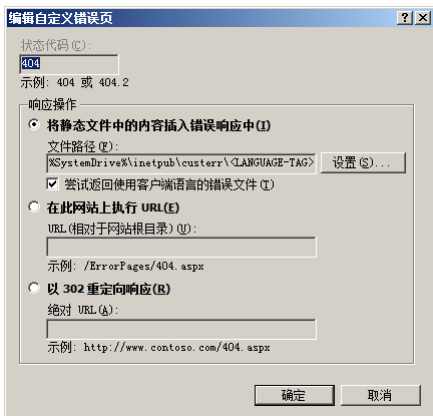 编辑自定义错误页
状态代码(C):
404
示例: 404 或 404.2
响应操作
将静态文件中的内容插入错误响应中(I)
文件路径(F):
%SystemDrive%\inetpub\custerr\<LANGUAGE-TAG>
设置(S)...
尝试返回使用客户端语言的错误文件(T)
在此网站上执行 URL(E)
URL(相对于网站根目录)(U):
示例: /ErrorPages/404.aspx
以 302 重定向响应(R)
绝对 URL(A):
示例: http://www.contoso.com/404.aspx
确定
取消